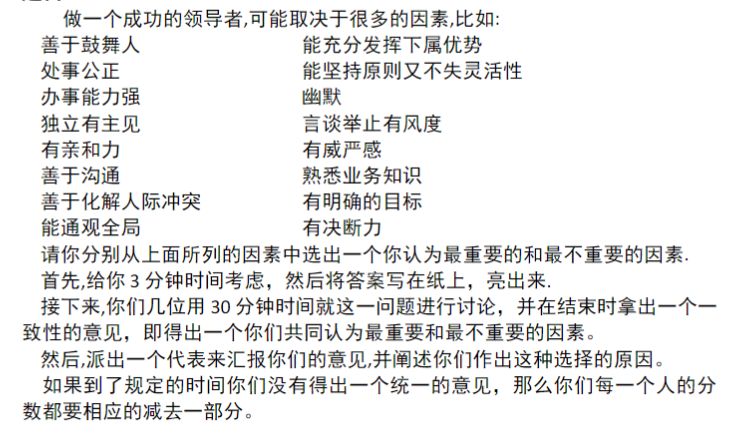 做一个成功的领导者,可能取决于很多的因素,比如:
善于鼓舞人 能充分发挥下属优势
处事公正 能坚持原则又不失灵活性
办事能力强 幽默
独立有主见 言谈举止有风度
有亲和力 有威严感
善于沟通 熟悉业务知识
善于化解人际冲突 有明确的目标
能通观全局 有决断力
请你分别从上面所列的因素中选出一个你认为最重要的和最不重要的因素.
首先,给你 3 分钟时间考虑，然后将答案写在纸上，亮出来.
接下来,你们几位用 30 分钟时间就这一问题进行讨论，并在结束时拿出一个一
致性的意见，即得出一个你们共同认为最重要和最不重要的因素。
然后,派出一个代表来汇报你们的意见,并阐述你们作出这种选择的原因。
如果到了规定的时间你们没有得出一个统一的意见，那么你们每一个人的分
数都要相应的减去一部分。